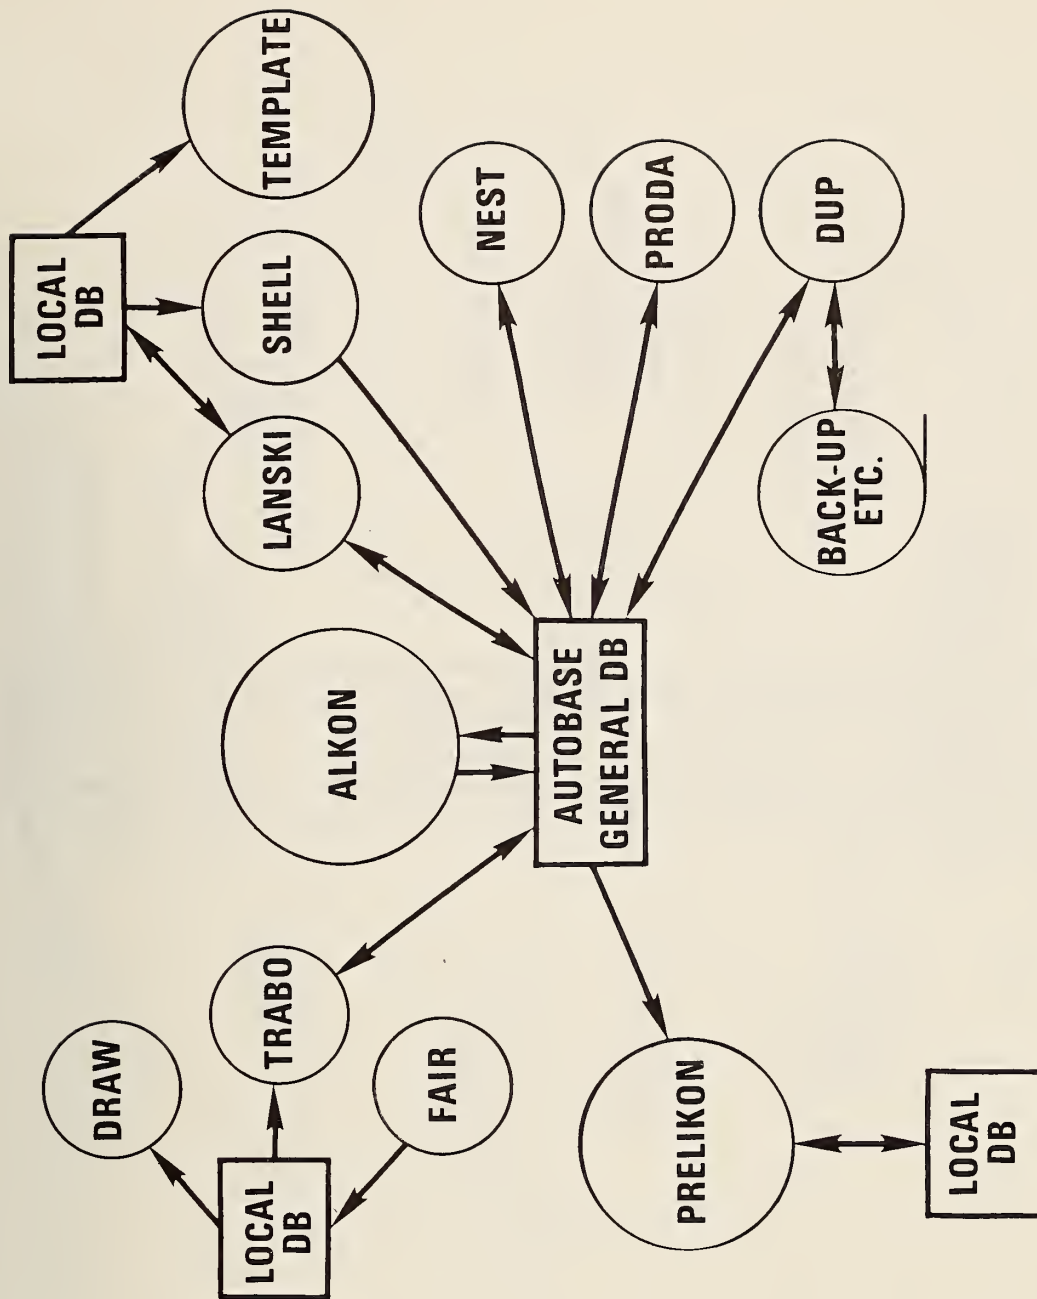 LOCAL
DB
DRAW
LOCAL
DB
TRABO
LANSKI
SHELL
TEMPLATE
ALKON
FAIR
NEST
AUTOBASE
GENERAL DB
PRODA
PRELIKON
BACK-UP
ETC.
DUP
LOCAL
DB